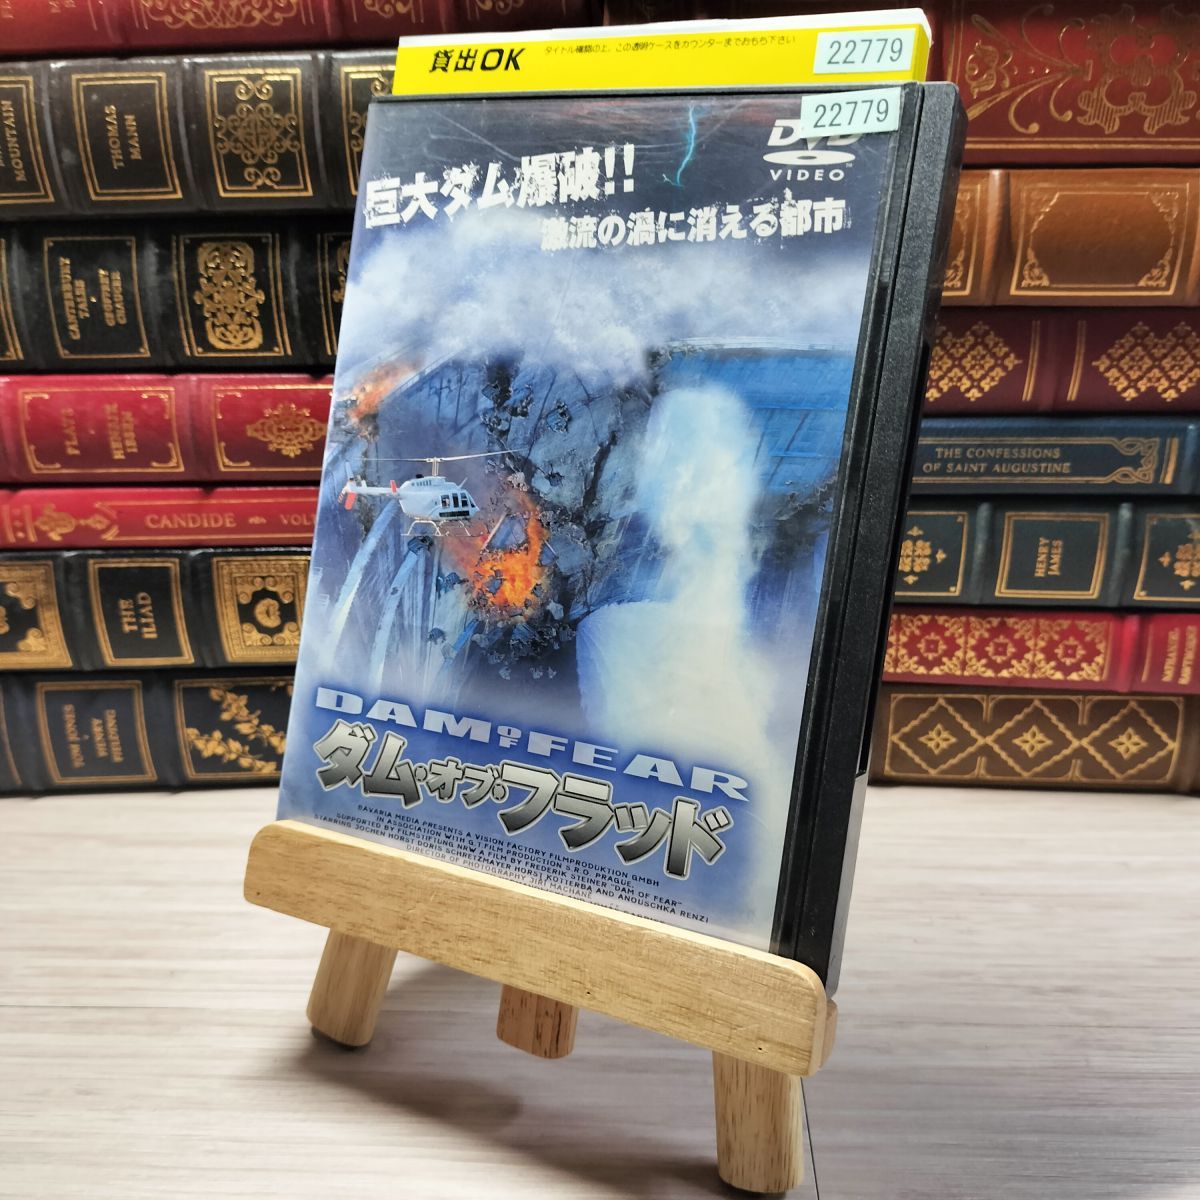 貸出OK
タイトル確認の上、この透明ケースをカウンターまでおもち下さい
22779
22779
DVD
VIDEO
巨大ダム爆破!!
激流の渦に消える都市
DAM OF FEAR
ダム・オブ・フラッド
BAVARIA MEDIA PRESENTS A VISION FACTORY FILMPRODUKTION GMBH
IN ASSOCIATION WITH G.T.FILM PRODUCTION S.R.O. PRAGUE.
SUPPORTED BY FILMSTIFTUNG NRW A FILM BY FREDERIK STEINER "DAM OF FEAR"
STARRING JOCHEN HORST DORIS SCHRETZMAYER HORST KOTTERBA AND ANOUSCHKA RENZI
DIRECTOR OF PHOTOGRAPHY JIRI MACHANE
MOUNTAIN
THOMAS
MANN
CANTERBURY
TALES
GEOFFREY
CHAUCER
PLAYS
HENRIK
IBSEN
CANDIDE
THE
ILIAD
TOM JONES
HENRY
FIELDING
THE CONFESSIONS
OF SAINT AUGUSTINE
HENRY
JAMES